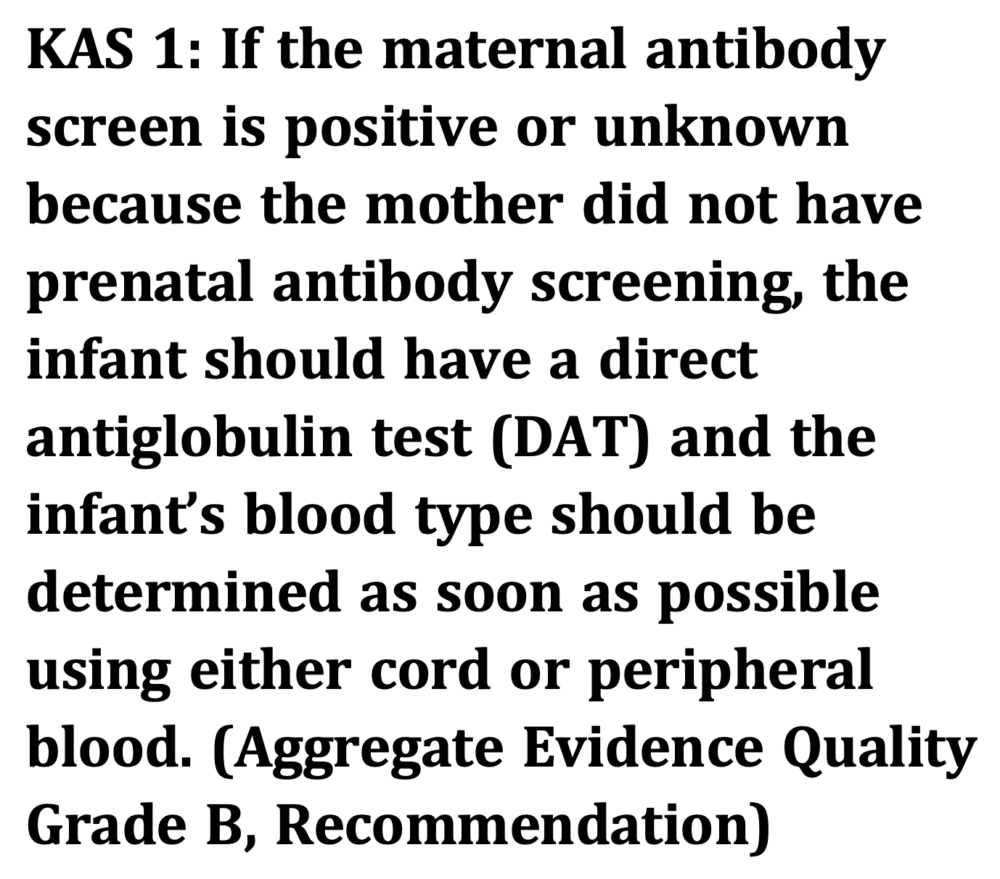 KAS 1: If the maternal antibody
screen is positive or unknown
because the mother did not have
prenatal antibody screening, the
infant should have a direct
antiglobulin test (DAT) and the
infant’s blood type should be
determined as soon as possible
using either cord or peripheral
blood. (Aggregate Evidence Quality
Grade B, Recommendation)